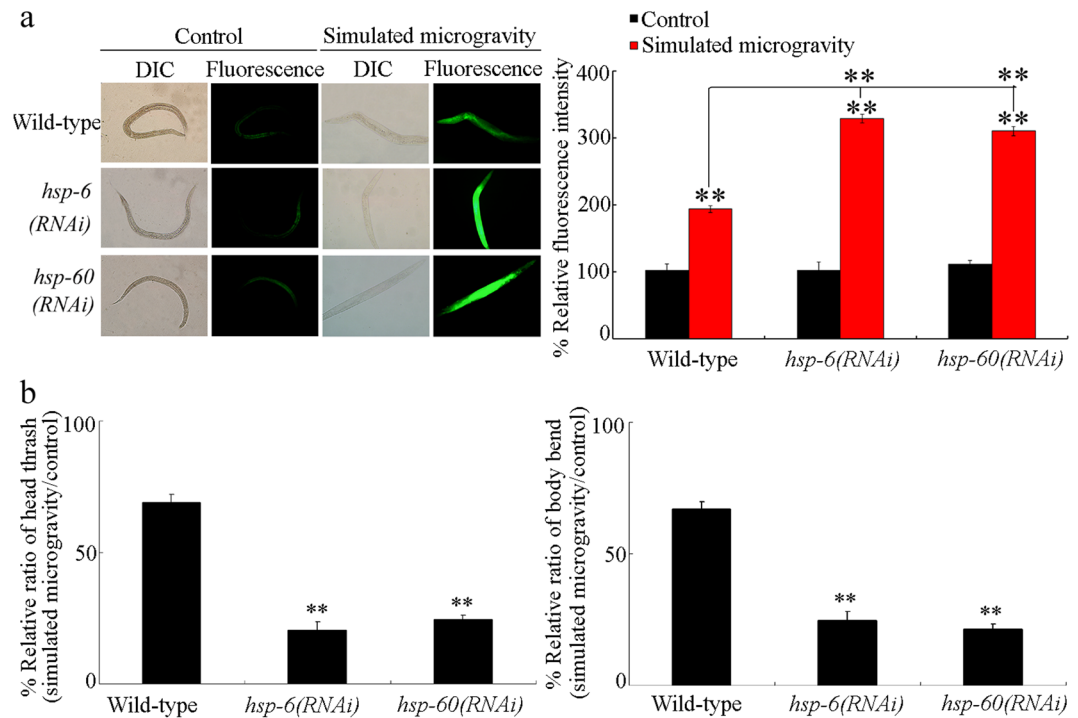 a
Control
Simulated microgravity
DIC
Fluorescence
DIC
Fluorescence
Wild-type
hsp-6
(RNAi)
hsp-60
(RNAi)
Control
Simulated microgravity
% Relative fluorescence intensity
400
300
200
100
0
**
**
**
**
**
Wild-type
hsp-6(RNAi)
hsp-60(RNAi)
b
% Relative ratio of head thrash
(simulated microgravity/control)
100
50
0
**
**
Wild-type
hsp-6(RNAi)
hsp-60(RNAi)
% Relative ratio of body bend
(simulated microgravity/control)
100
50
0
**
**
Wild-type
hsp-6(RNAi)
hsp-60(RNAi)